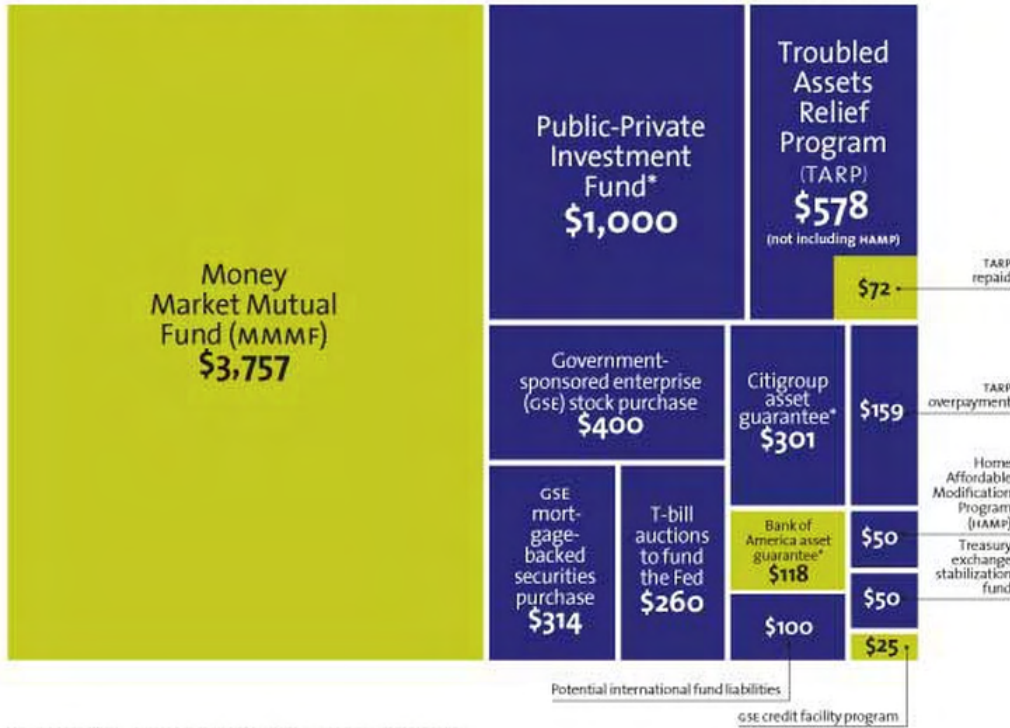 Money
Market Mutual
Fund (MMMF)
$3,757
Public-Private
Investment
Fund*
$1,000
Troubled
Assets
Relief
Program
(TARP)
$578
(not including HAMP)
$72
TARP
repaid
Government-
sponsored enterprise
(GSE) stock purchase
$400
Citigroup
asset
guarantee*
$301
$159
TARP
overpayment
GSE
mort-
gage-
backed
securities
purchase
$314
T-bill
auctions
to fund
the Fed
$260
Bank of
America asset
guarantee*
$118
$100
Potential international fund liabilities
$50
Home
Affordable
Modification
Program
(HAMP)
$50
Treasury
exchange
stabilization
fund
$25
GSE credit facility program